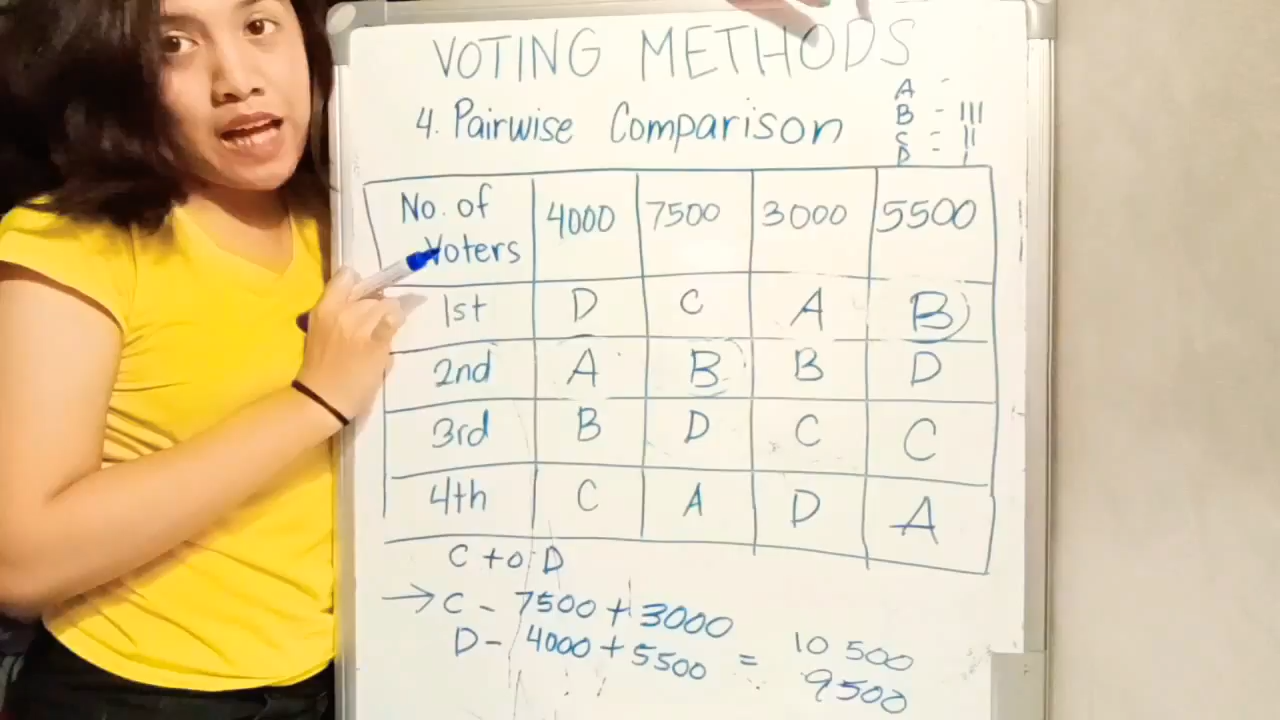 VOTING METHODS
4. Pairwise Comparison
A -
B - |||
C - ||
D - |
No. of Voters 4000 7500 3000 5500
1st D C A B
2nd A B B D
3rd B D C C
4th C A D A
C to D
→ C - 7500 + 3000 10 500
D - 4000 + 5500 = 9500